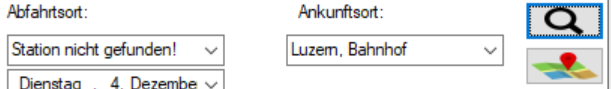 Abfahrtsort: Ankunftsort:
Station nicht gefunden! Luzern, Bahnhof
Dienstag , 4. Dezembe